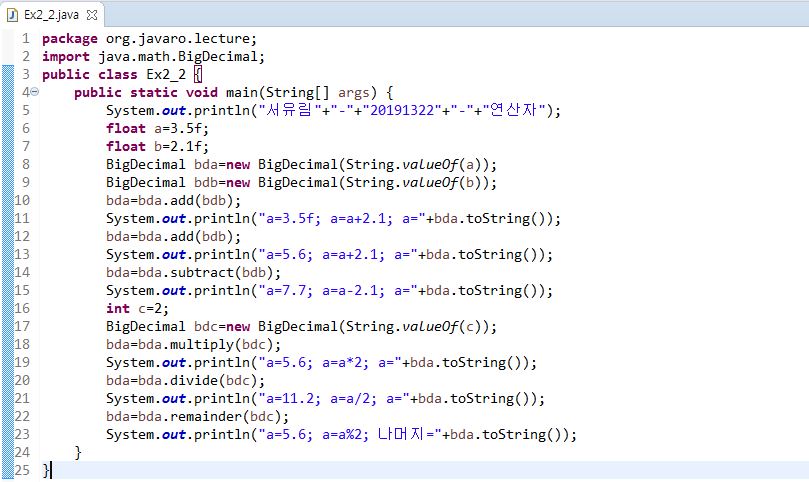 Ex2_2.java
1 package org.javaro.lecture;
2 import java.math.BigDecimal;
3 public class Ex2_2 {
4 public static void main(String[] args) {
5 System.out.println("서유림"+"-"+"20191322"+"-"+"연산자");
6 float a=3.5f;
7 float b=2.1f;
8 BigDecimal bda=new BigDecimal(String.valueOf(a));
9 BigDecimal bdb=new BigDecimal(String.valueOf(b));
10 bda=bda.add(bdb);
11 System.out.println("a=3.5f; a=a+2.1; a="+bda.toString());
12 bda=bda.add(bdb);
13 System.out.println("a=5.6; a=a+2.1; a="+bda.toString());
14 bda=bda.subtract(bdb);
15 System.out.println("a=7.7; a=a-2.1; a="+bda.toString());
16 int c=2;
17 BigDecimal bdc=new BigDecimal(String.valueOf(c));
18 bda=bda.multiply(bdc);
19 System.out.println("a=5.6; a=a*2; a="+bda.toString());
20 bda=bda.divide(bdc);
21 System.out.println("a=11.2; a=a/2; a="+bda.toString());
22 bda=bda.remainder(bdc);
23 System.out.println("a=5.6; a=a%2; 나머지="+bda.toString());
24 }
25 }